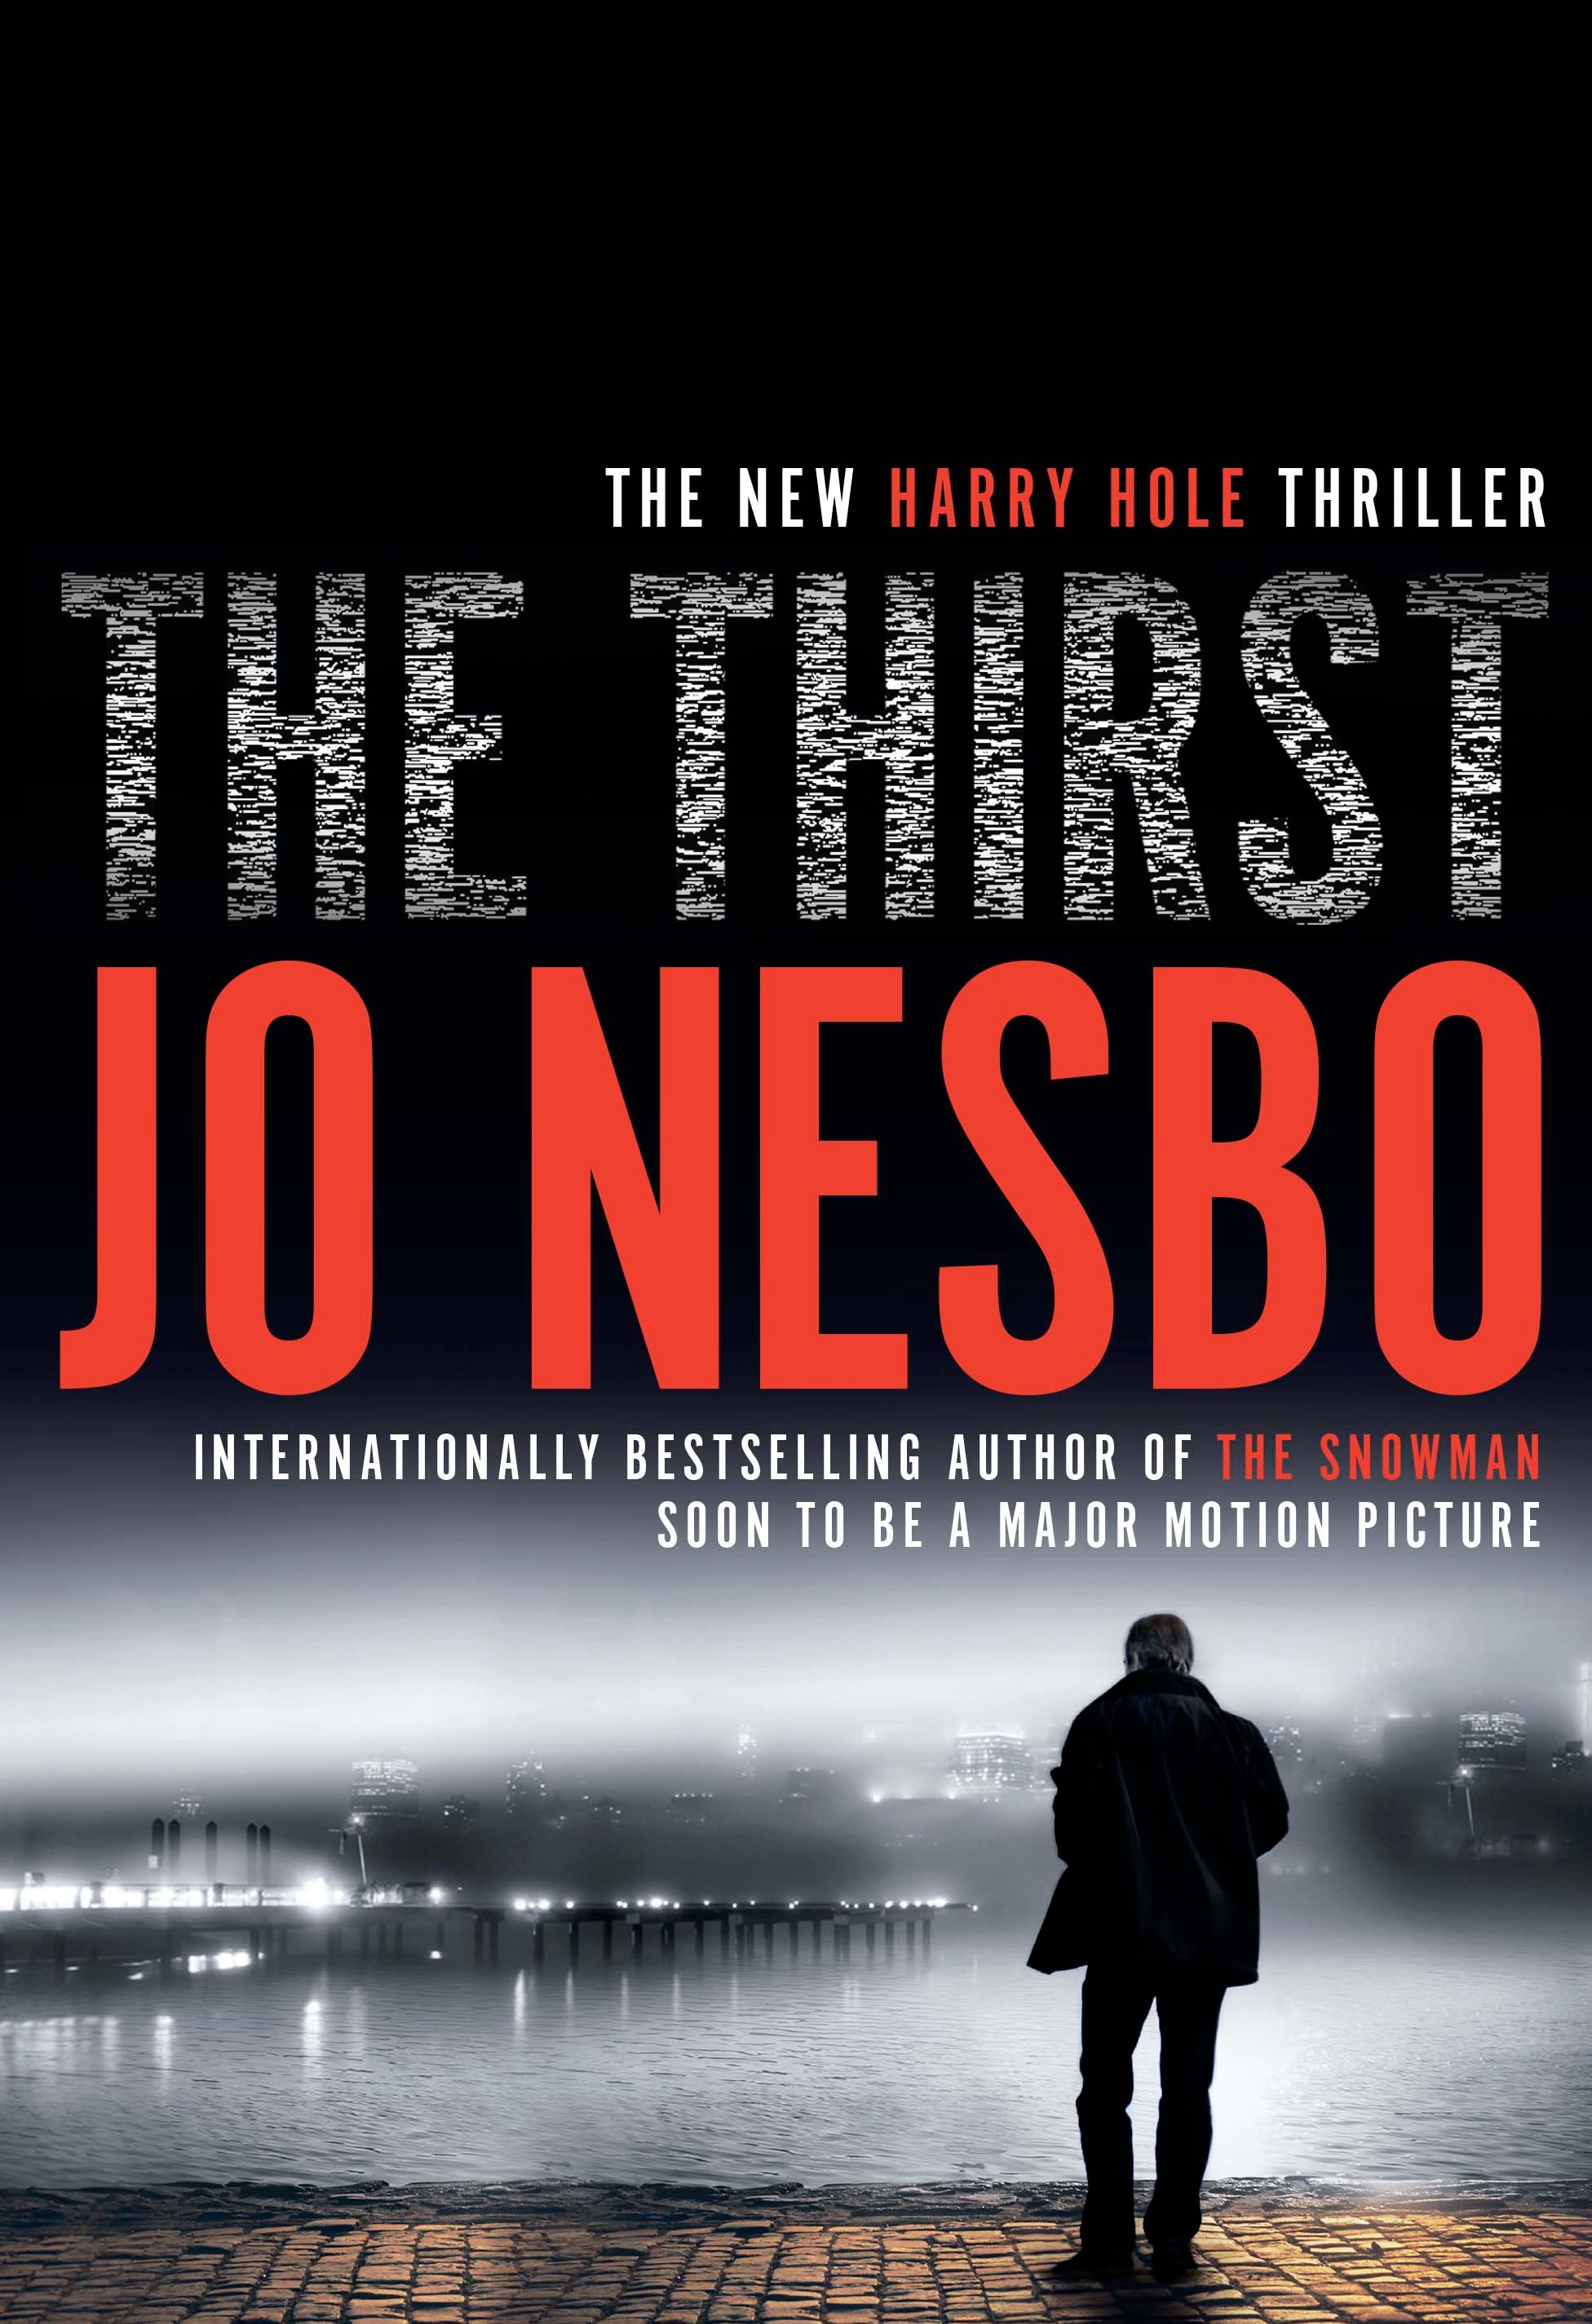 THE NEW HARRY HOLE THRILLER
THE THIRST
JO NESBO
INTERNATIONALLY BESTSELLING AUTHOR OF THE SNOWMAN
SOON TO BE A MAJOR MOTION PICTURE